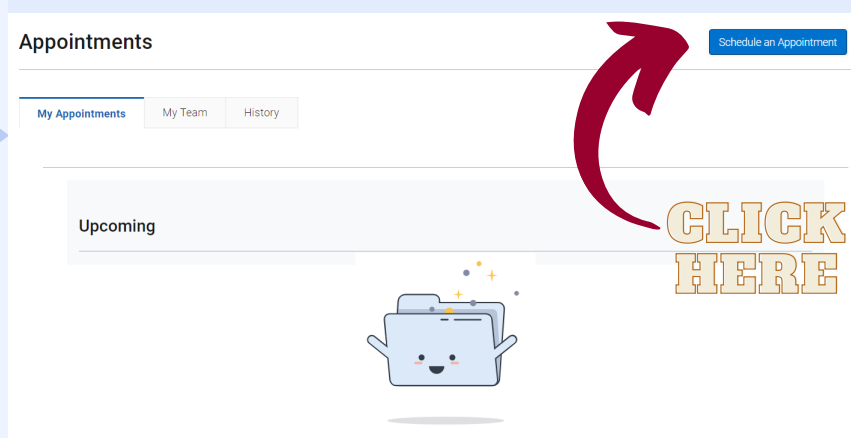 Appointments
Schedule an Appointment
My Appointments
My Team
History
Upcoming
CLICK
HERE